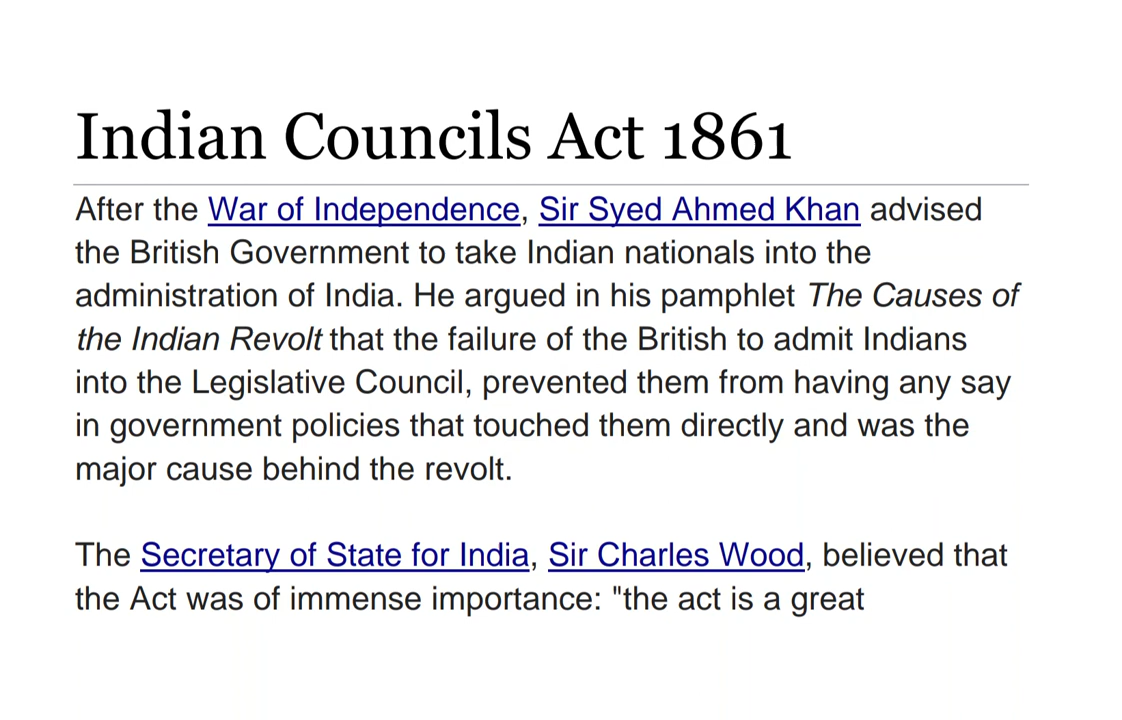 Indian Councils Act 1861
After the War of Independence, Sir Syed Ahmed Khan advised
the British Government to take Indian nationals into the
administration of India. He argued in his pamphlet The Causes of
the Indian Revolt that the failure of the British to admit Indians
into the Legislative Council, prevented them from having any say
in government policies that touched them directly and was the
major cause behind the revolt.
The Secretary of State for India, Sir Charles Wood, believed that
the Act was of immense importance: "the act is a great